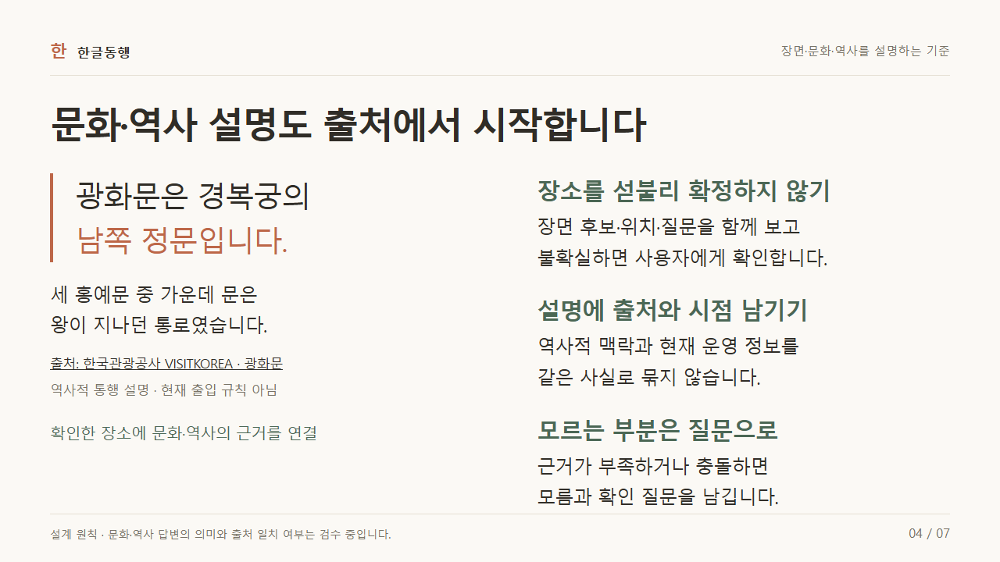 한 한글동행
장면·문화·역사를 설명하는 기준
문화·역사 설명도 출처에서 시작합니다
광화문은 경복궁의
남쪽 정문입니다.
세 홍예문 중 가운데 문은
왕이 지나던 통로였습니다.
출처: 한국관광공사 VISITKOREA · 광화문
역사적 통행 설명 · 현재 출입 규칙 아님
확인한 장소에 문화·역사의 근거를 연결
장소를 섣불리 확정하지 않기
장면 후보·위치·질문을 함께 보고
불확실하면 사용자에게 확인합니다.
설명에 출처와 시점 남기기
역사적 맥락과 현재 운영 정보를
같은 사실로 묶지 않습니다.
모르는 부분은 질문으로
근거가 부족하거나 충돌하면
모름과 확인 질문을 남깁니다.
설계 원칙 · 문화·역사 답변의 의미와 출처 일치 여부는 검수 중입니다.
04 / 07